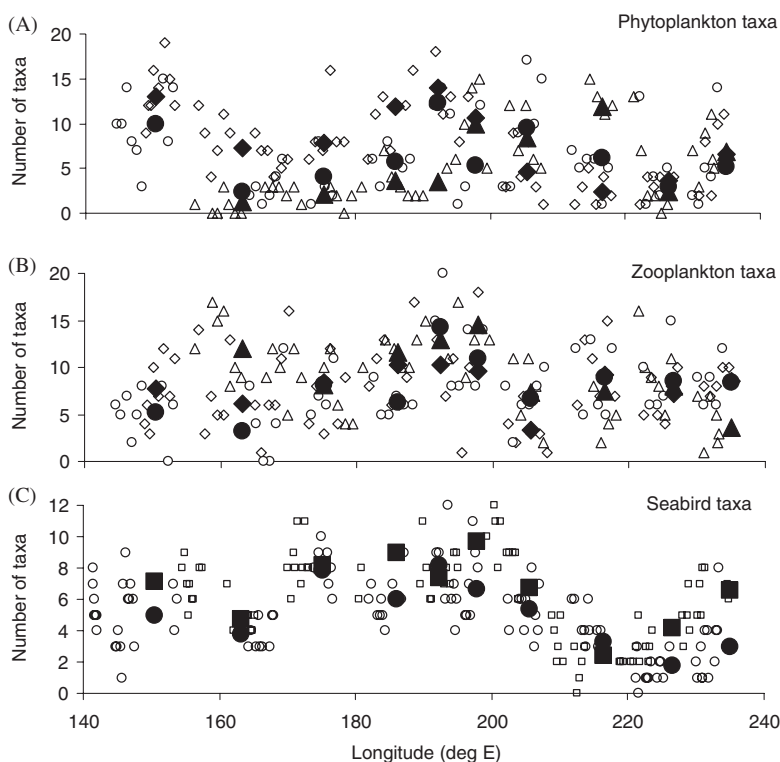 (A)
Phytoplankton taxa
Number of taxa
20
15
10
5
0
(B)
Zooplankton taxa
Number of taxa
20
15
10
5
0
(C)
Seabird taxa
Number of taxa
12
10
8
6
4
2
0
140 160 180 200 220 240
Longitude (deg E)